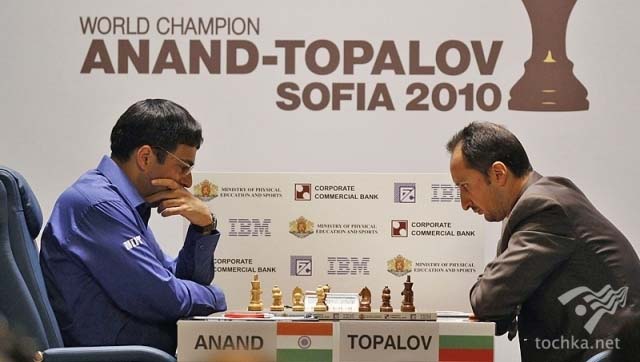 WORLD CHAMPION
ANAND-TOPALOV
SOFIA 2010
MINISTRY OF PHYSICAL
EDUCATION AND SPORTS
CORPORATE
COMMERCIAL BANK
IBM
IBM
MINISTRY OF PHYSICAL
EDUCATION AND SPORTS
CORPORATE
COMMERCIAL BANK
CORPORATE
COMMERCIAL BANK
IBM
MINISTRY OF PHYSICAL
EDUCATION AND SPORTS
ANAND
TOPALOV
tochka.net